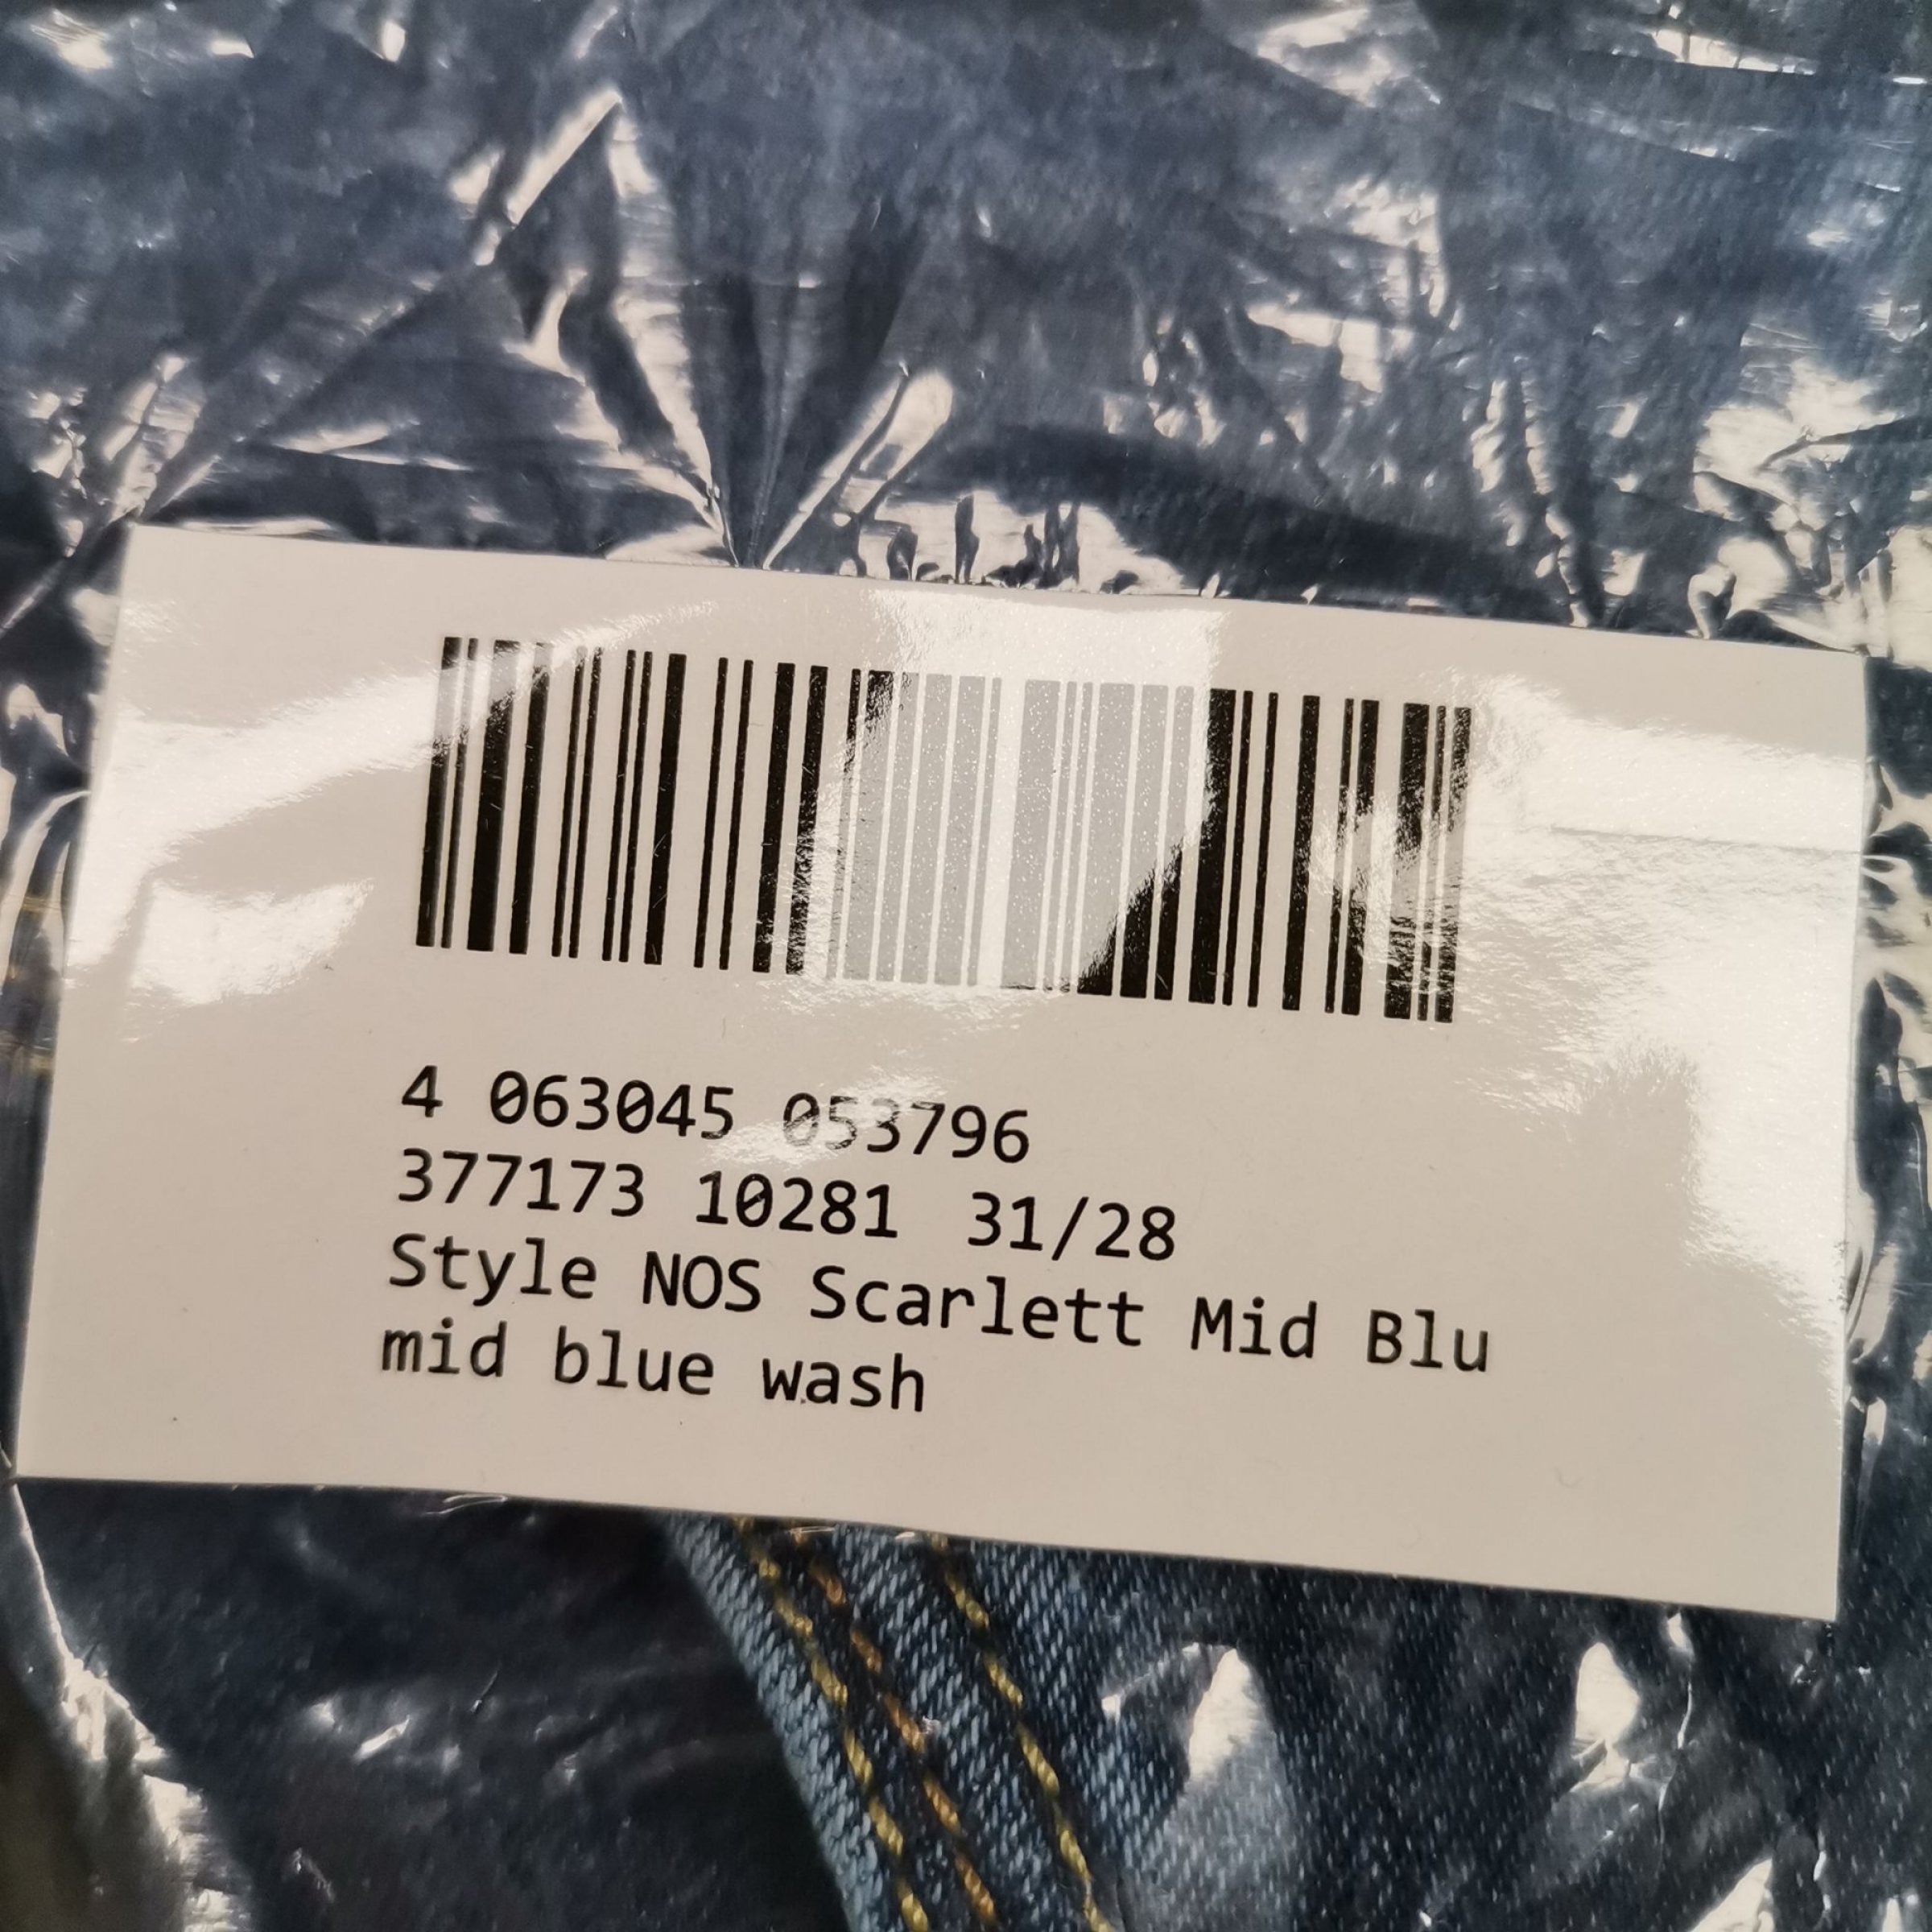 4 063045 053796
377173 10281 31/28
Style NOS Scarlett Mid Blu
mid blue wash